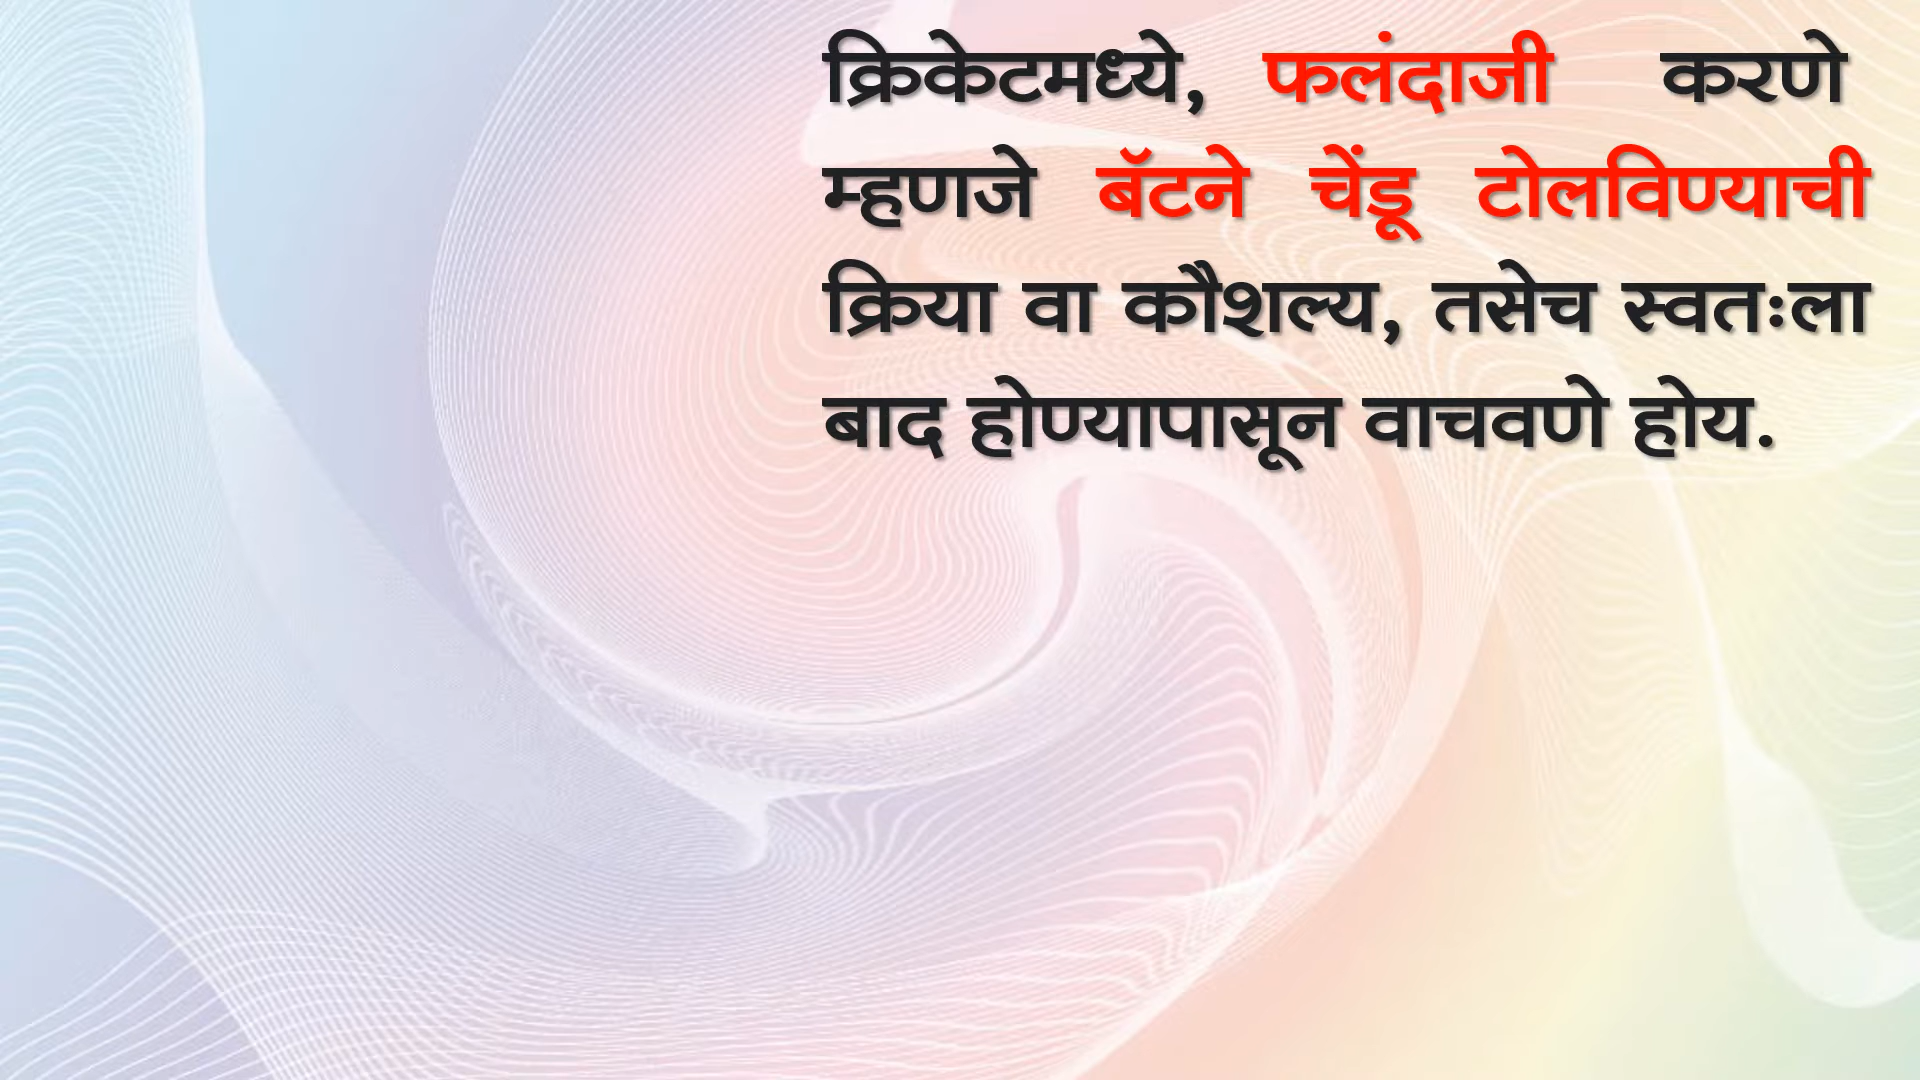 क्रिकेटमध्ये, फलंदाजी करणे
म्हणजे बॅटने चेंडू टोलविण्याची
क्रिया वा कौशल्य, तसेच स्वतःला
बाद होण्यापासून वाचवणे होय.